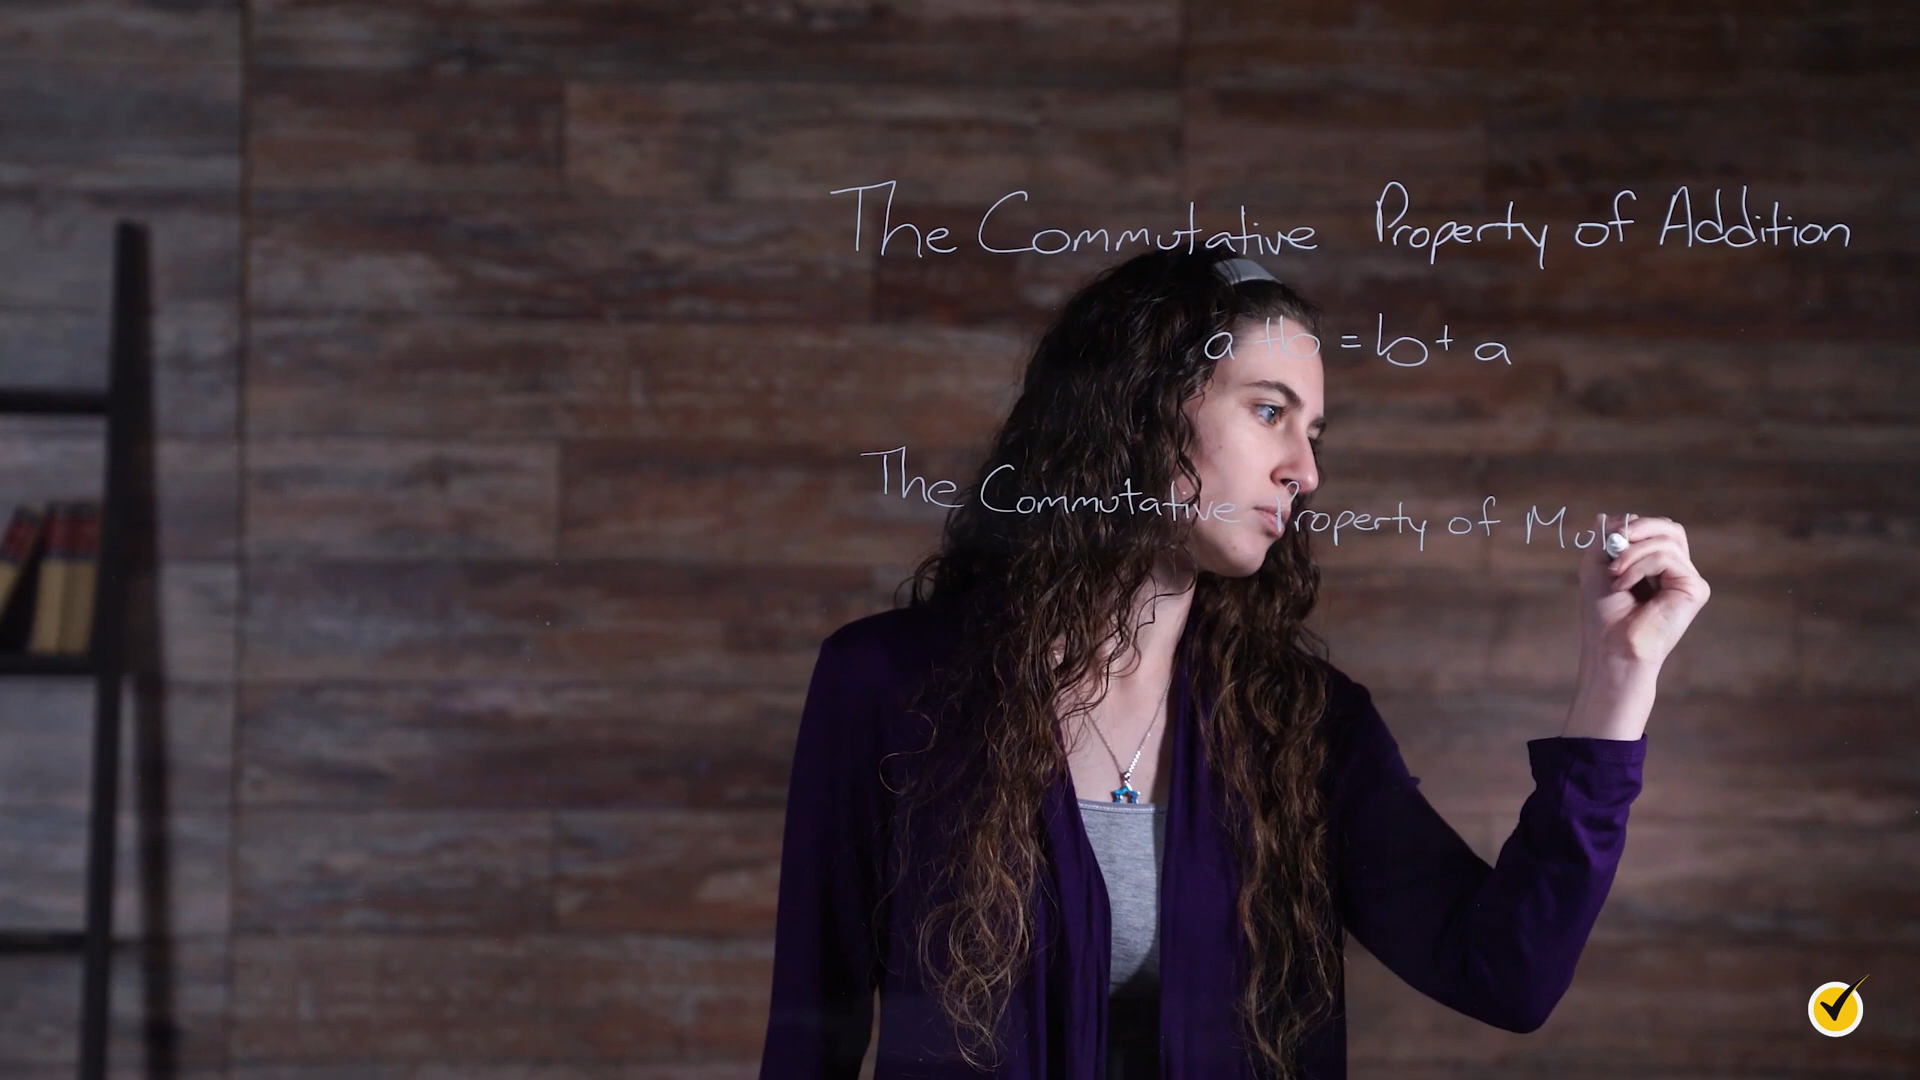 The Commutative Property of Addition
a + b = b + a
The Commutative Property of Mul